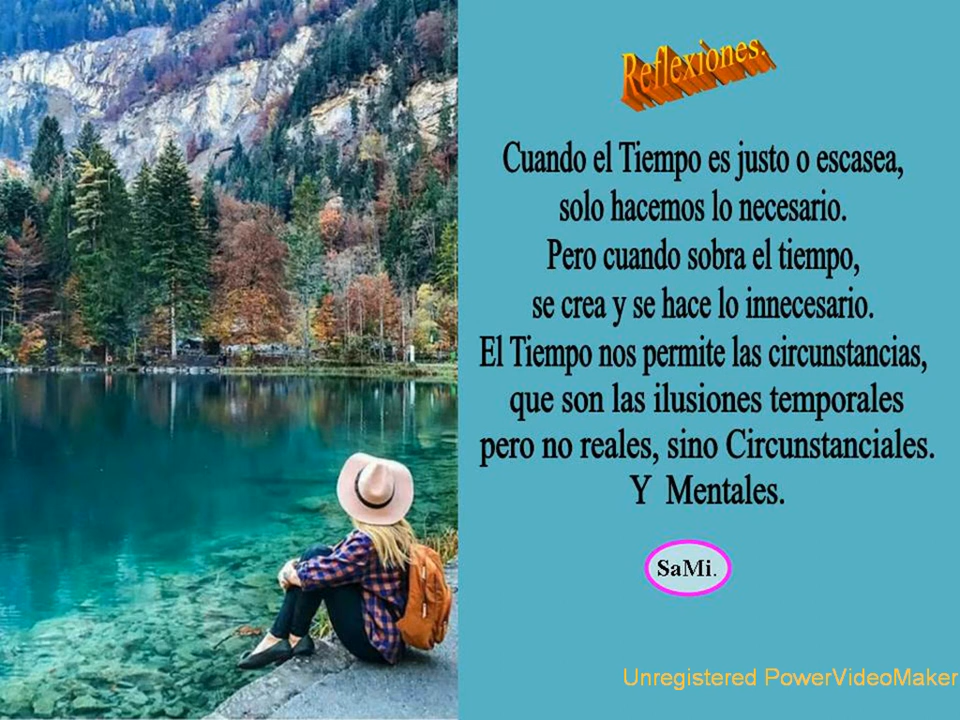 Reflexiones.
Cuando el Tiempo es justo o escasea,
solo hacemos lo necesario.
Pero cuando sobra el tiempo,
se crea y se hace lo innecesario.
El Tiempo nos permite las circunstancias,
que son las ilusiones temporales
pero no reales, sino Circunstanciales.
Y Mentales.
SaMi.
Unregistered PowerVideoMaker